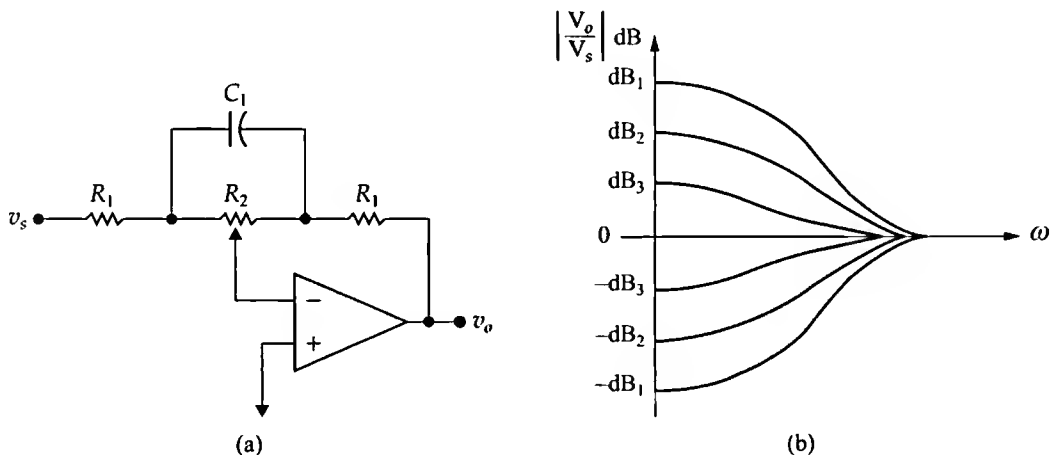 C₁
R₁
R₂
R₁
vₛ
−
+
vₒ
(a)
|Vₒ/Vₛ| dB
dB₁
dB₂
dB₃
0
ω
−dB₃
−dB₂
−dB₁
(b)